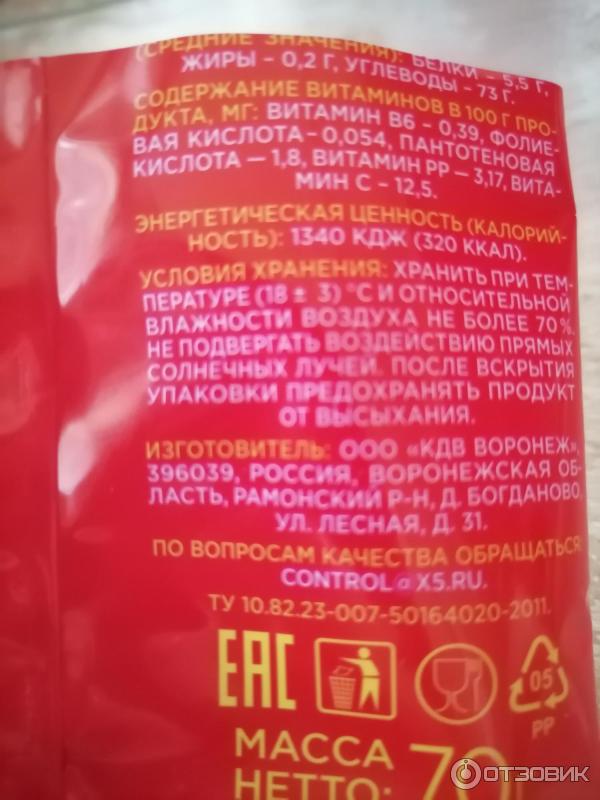 (СРЕДНИЕ ЗНАЧЕНИЯ): БЕЛКИ – 5,5 Г,
ЖИРЫ – 0,2 Г, УГЛЕВОДЫ – 73 Г.
СОДЕРЖАНИЕ ВИТАМИНОВ В 100 Г ПРО-
ДУКТА, МГ: ВИТАМИН В6 – 0,39, ФОЛИЕ-
ВАЯ КИСЛОТА – 0,054, ПАНТОТЕНОВАЯ
КИСЛОТА — 1,8, ВИТАМИН РР – 3,17, ВИТА-
МИН С – 12,5.
ЭНЕРГЕТИЧЕСКАЯ ЦЕННОСТЬ (КАЛОРИЙ-
НОСТЬ): 1340 КДЖ (320 ККАЛ).
УСЛОВИЯ ХРАНЕНИЯ: ХРАНИТЬ ПРИ ТЕМ-
ПЕРАТУРЕ (18 ± 3) °С И ОТНОСИТЕЛЬНОЙ
ВЛАЖНОСТИ ВОЗДУХА НЕ БОЛЕЕ 70 %.
НЕ ПОДВЕРГАТЬ ВОЗДЕЙСТВИЮ ПРЯМЫХ
СОЛНЕЧНЫХ ЛУЧЕЙ. ПОСЛЕ ВСКРЫТИЯ
УПАКОВКИ ПРЕДОХРАНЯТЬ ПРОДУКТ
ОТ ВЫСЫХАНИЯ.
ИЗГОТОВИТЕЛЬ: ООО «КДВ ВОРОНЕЖ»,
396039, РОССИЯ, ВОРОНЕЖСКАЯ ОБ-
ЛАСТЬ, РАМОНСКИЙ Р-Н, Д. БОГДАНОВО,
УЛ. ЛЕСНАЯ, Д. 31.
ПО ВОПРОСАМ КАЧЕСТВА ОБРАЩАТЬСЯ:
CONTROL@X5.RU.
ТУ 10.82.23-007-50164020-2011.
EAC
05
PP
МАССА
НЕТТО: 70
ОТЗОВИК